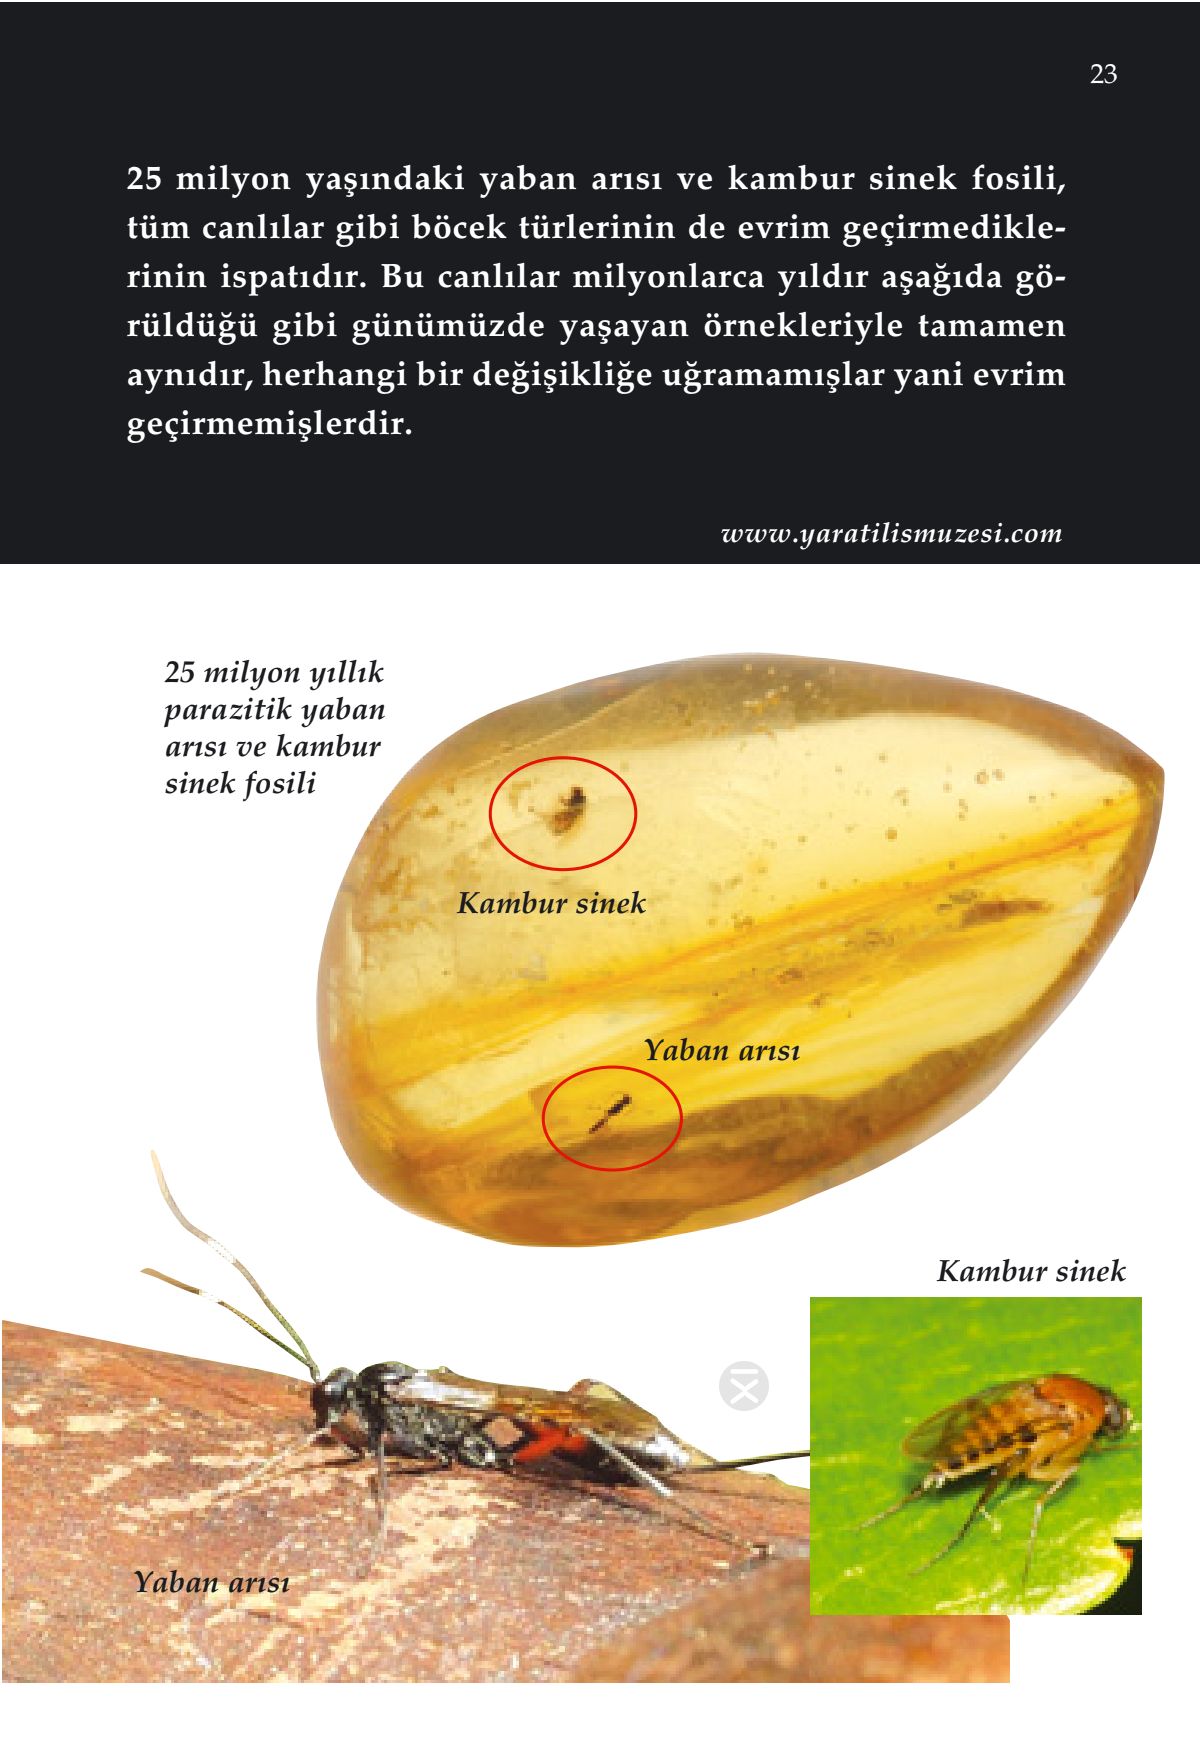 23
25 milyon yaşındaki yaban arısı ve kambur sinek fosili,
tüm canlılar gibi böcek türlerinin de evrim geçirmedikle-
rinin ispatıdır. Bu canlılar milyonlarca yıldır aşağıda gö-
rüldüğü gibi günümüzde yaşayan örnekleriyle tamamen
aynıdır, herhangi bir değişikliğe uğramamışlar yani evrim
geçirmemişlerdir.
www.yaratilismuzesi.com
25 milyon yıllık
parazitik yaban
arısı ve kambur
sinek fosili
Kambur sinek
Yaban arısı
Kambur sinek
Yaban arısı